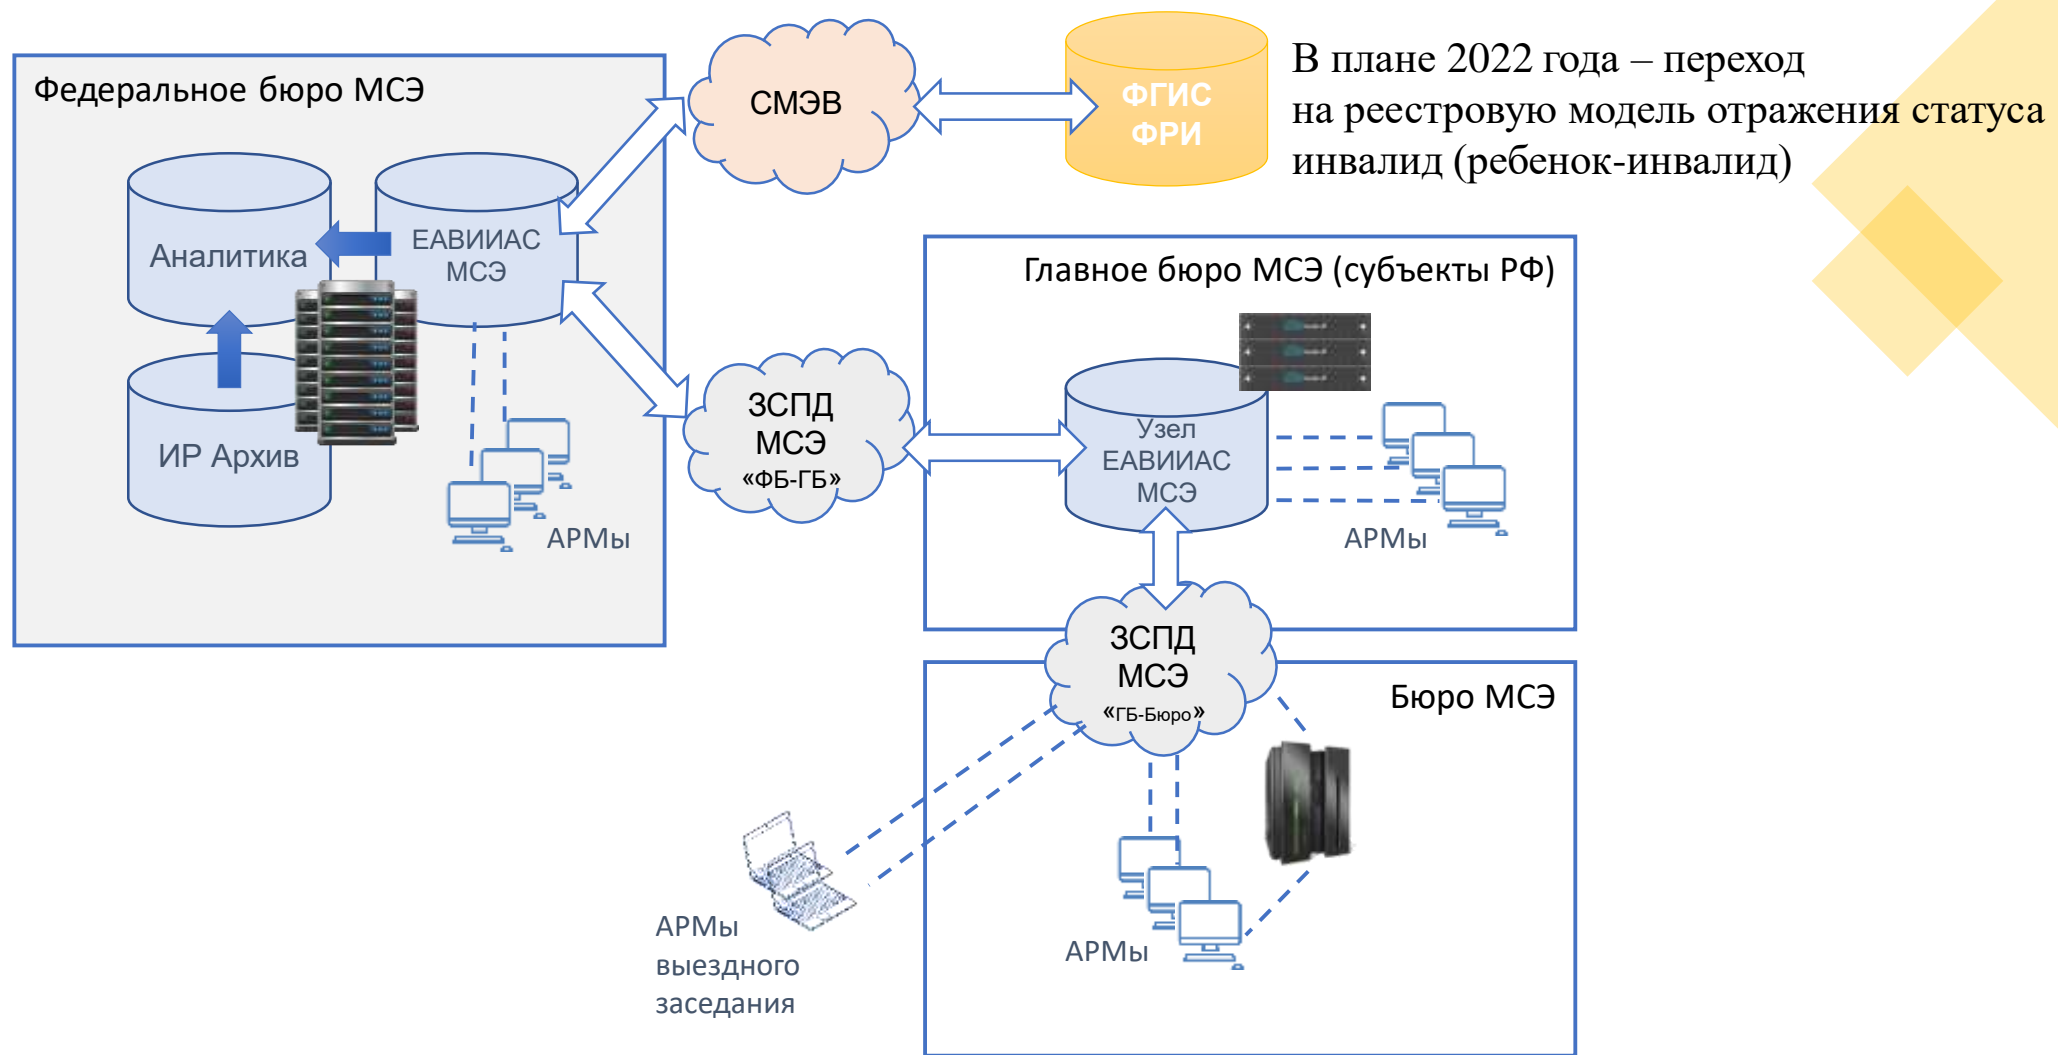 Федеральное бюро МСЭ
Аналитика
ЕАВИИАС
МСЭ
ИР Архив
АРМы
СМЭВ
ФГИС
ФРИ
В плане 2022 года – переход
на реестровую модель отражения статуса
инвалид (ребенок-инвалид)
ЗСПД
МСЭ
«ФБ-ГБ»
Главное бюро МСЭ (субъекты РФ)
Узел
ЕАВИИАС
МСЭ
АРМы
ЗСПД
МСЭ
«ГБ-Бюро»
Бюро МСЭ
АРМы
АРМы
выездного
заседания